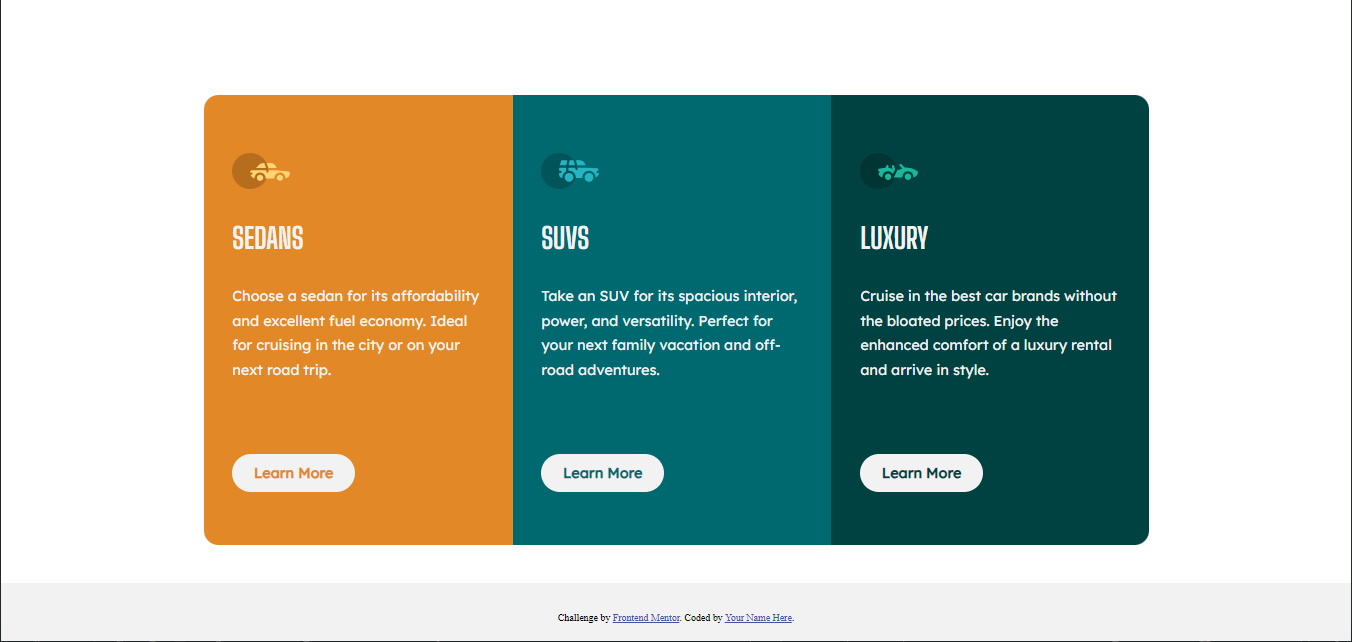 SEDANS
Choose a sedan for its affordability
and excellent fuel economy. Ideal
for cruising in the city or on your
next road trip.
Learn More
SUVS
Take an SUV for its spacious interior,
power, and versatility. Perfect for
your next family vacation and off-
road adventures.
Learn More
LUXURY
Cruise in the best car brands without
the bloated prices. Enjoy the
enhanced comfort of a luxury rental
and arrive in style.
Learn More
Challenge by Frontend Mentor. Coded by Your Name Here.